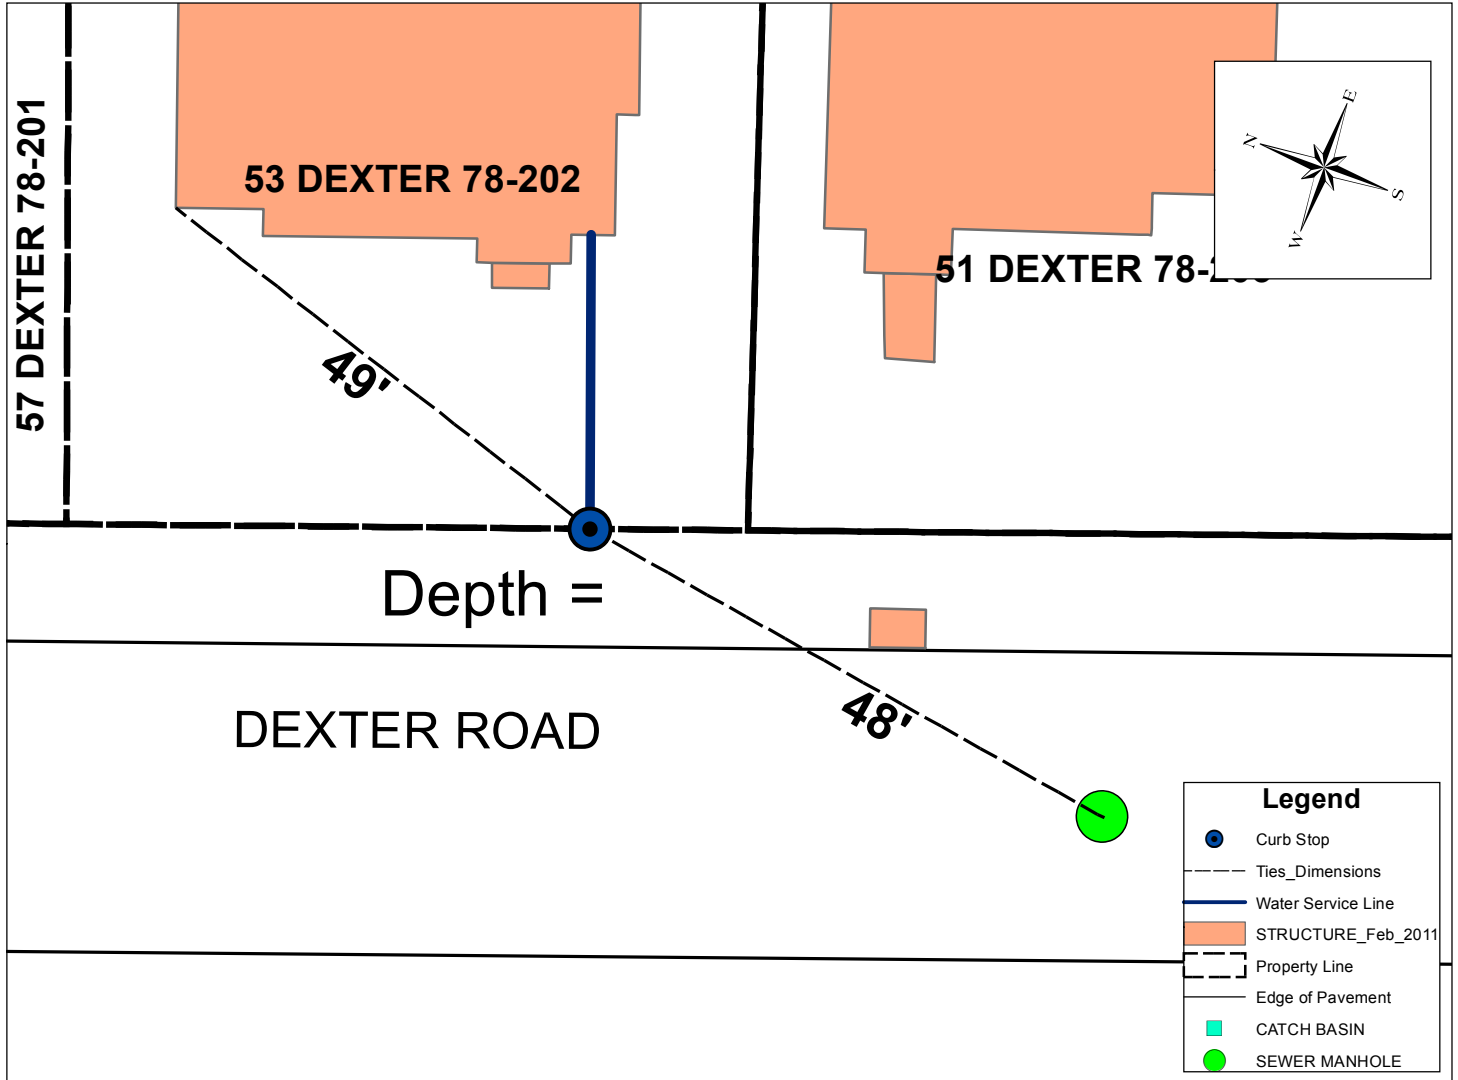 57 DEXTER 78-201
53 DEXTER 78-202
51 DEXTER 78-
N
E
S
W
49'
Depth =
48'
DEXTER ROAD
Legend
Curb Stop
Ties_Dimensions
Water Service Line
STRUCTURE_Feb_2011
Property Line
Edge of Pavement
CATCH BASIN
SEWER MANHOLE